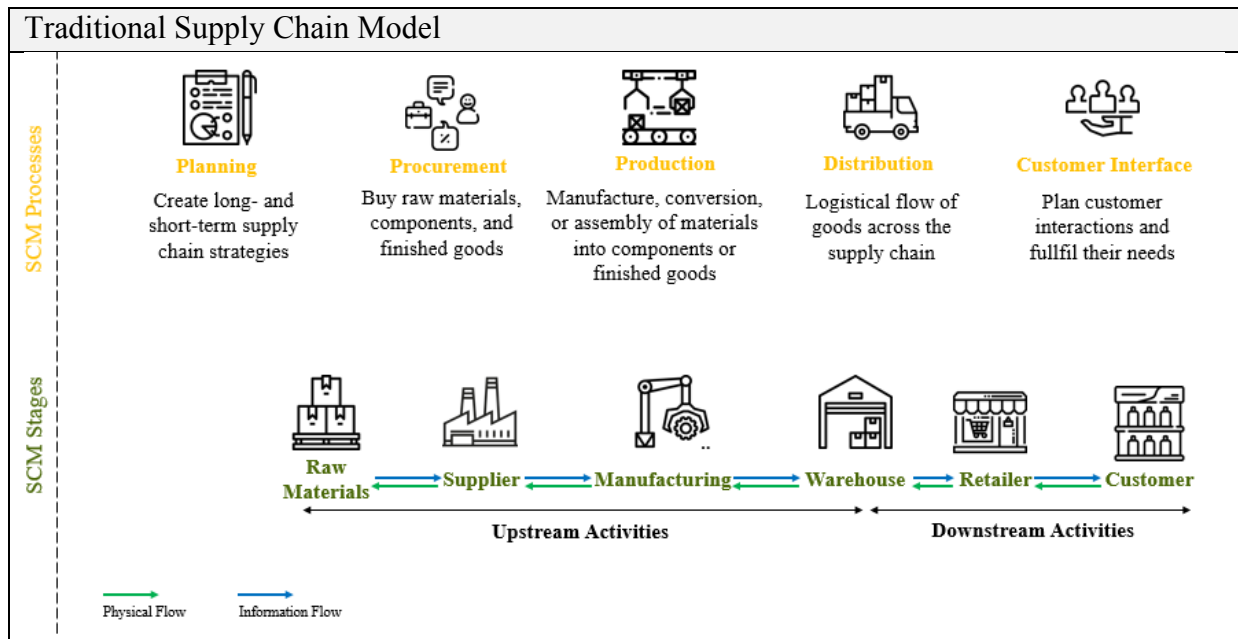 Traditional Supply Chain Model
SCM Processes
Planning
Create long- and
short-term supply
chain strategies
Procurement
Buy raw materials,
components, and
finished goods
Production
Manufacture, conversion,
or assembly of materials
into components or
finished goods
Distribution
Logistical flow of
goods across the
supply chain
Customer Interface
Plan customer
interactions and
fullfil their needs
SCM Stages
Raw
Materials
Supplier
Manufacturing
Warehouse
Retailer
Customer
Upstream Activities
Downstream Activities
Physical Flow
Information Flow